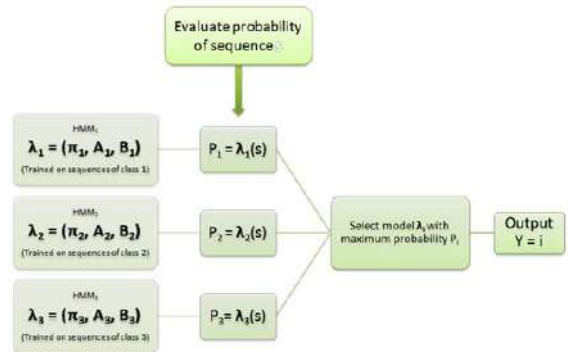 Evaluate probability
of sequence s
HMM₁
λ₁ = (π₁, A₁, B₁)
(Trained on sequences of class 1)
P₁ = λ₁(s)
HMM₂
λ₂ = (π₂, A₂, B₂)
(Trained on sequences of class 2)
P₂ = λ₂(s)
HMM₃
λ₃ = (π₃, A₃, B₃)
(Trained on sequences of class 3)
P₃= λ₃(s)
Select model λᵢ with
maximum probability Pᵢ
Output
Y = i